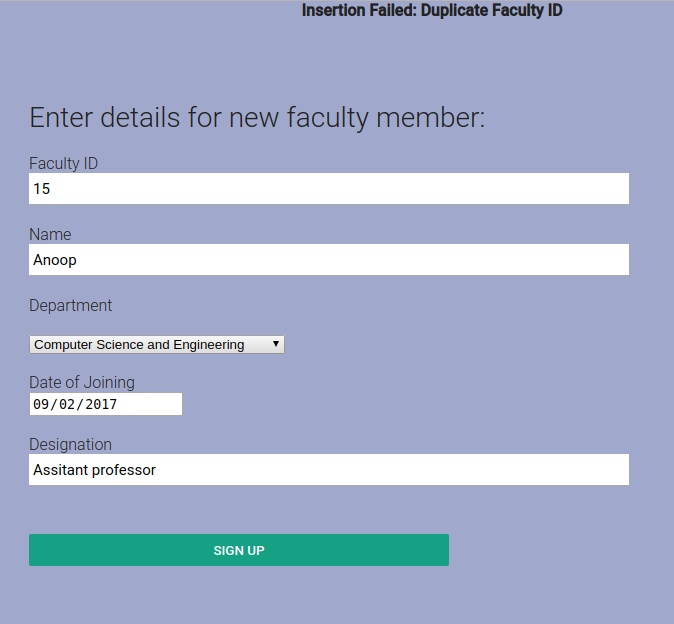 Insertion Failed: Duplicate Faculty ID
Enter details for new faculty member:
Faculty ID
15
Name
Anoop
Department
Computer Science and Engineering
Date of Joining
09/02/2017
Designation
Assitant professor
SIGN UP